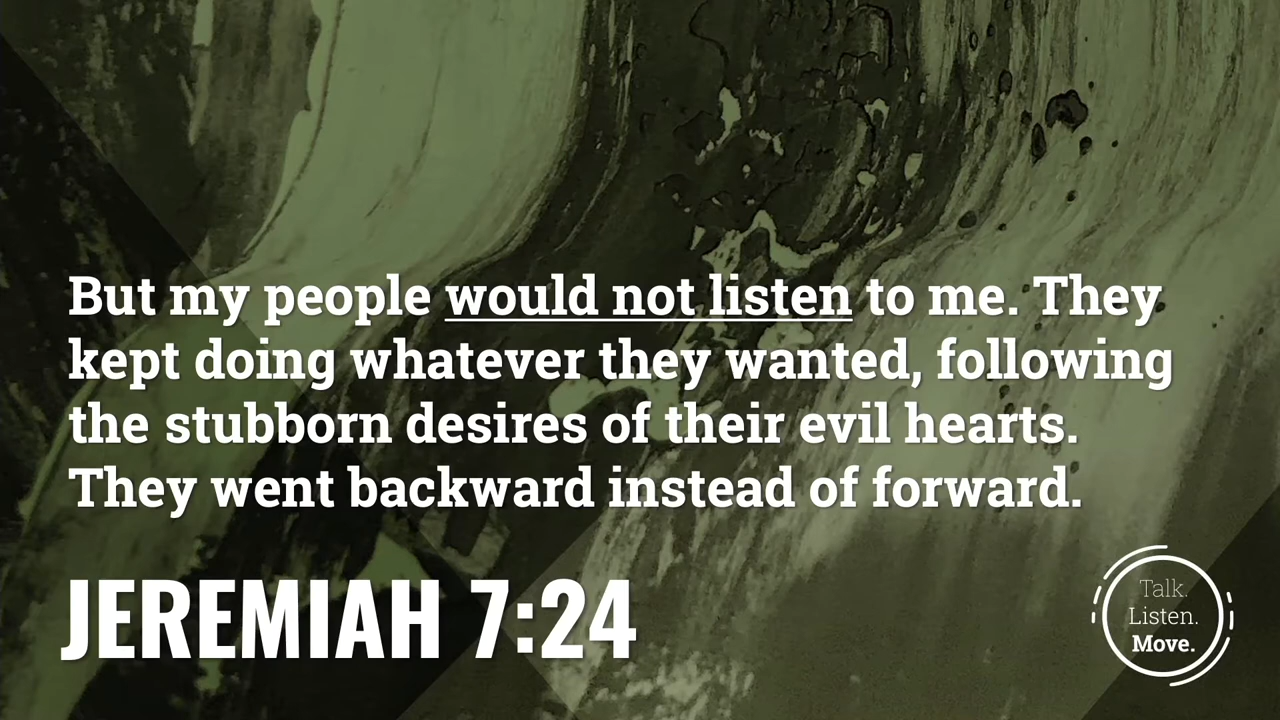 But my people would not listen to me. They
kept doing whatever they wanted, following
the stubborn desires of their evil hearts.
They went backward instead of forward.
JEREMIAH 7:24
Talk.
Listen.
Move.